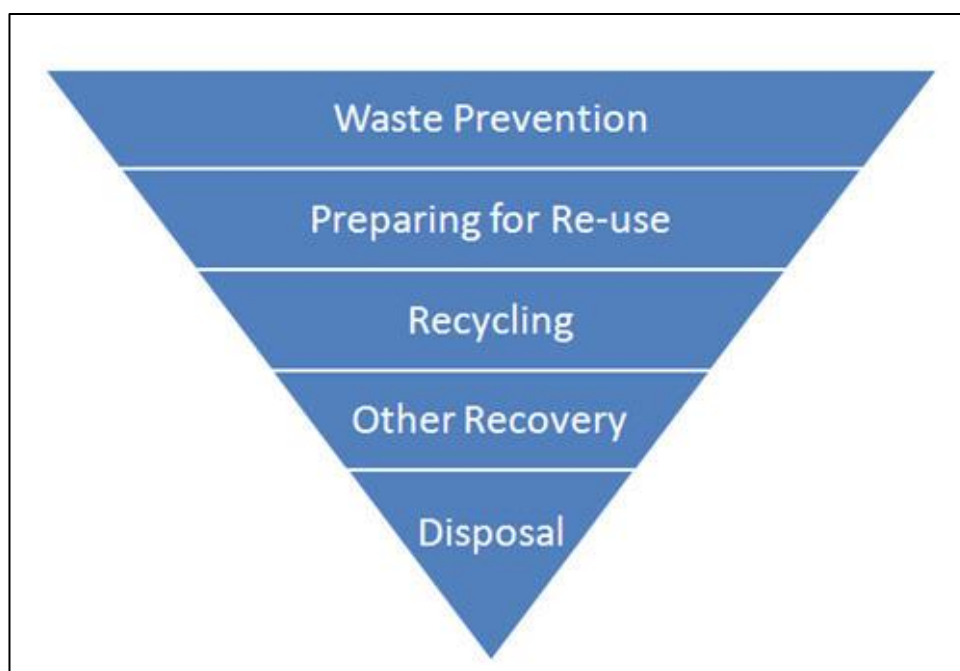 Waste Prevention
Preparing for Re-use
Recycling
Other Recovery
Disposal